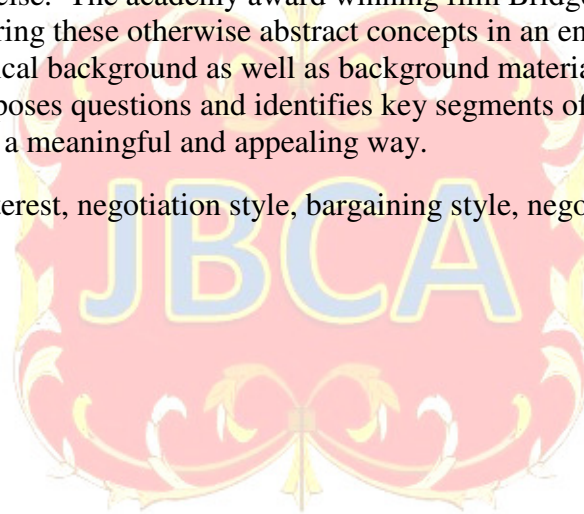 The academy award winning film Bridge
ring these otherwise abstract concepts in an en
ical background as well as background materia
poses questions and identifies key segments of
a meaningful and appealing way.
erest, negotiation style, bargaining style, nego
JBCA